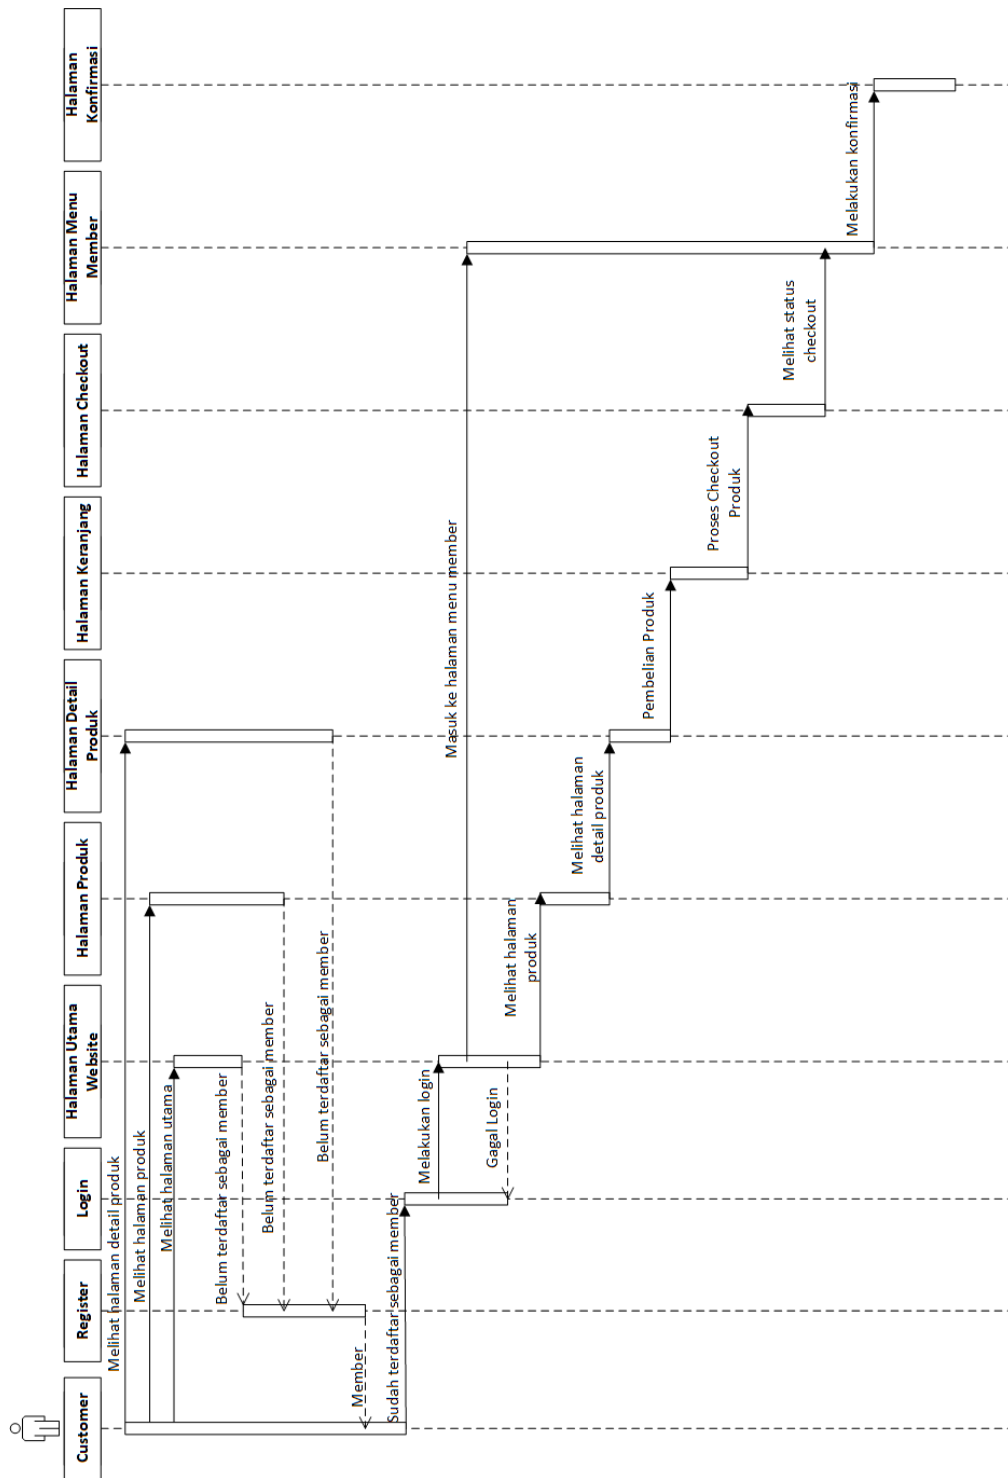 Customer
Register
Login
Halaman Utama
Website
Halaman Produk
Halaman Detail
Produk
Halaman Keranjang
Halaman Checkout
Halaman Menu
Member
Halaman
Konfirmasi
Melihat halaman detail produk
Melihat halaman produk
Melihat halaman utama
Belum terdaftar sebagai member
Belum terdaftar sebagai member
Belum terdaftar sebagai member
Member
Sudah terdaftar sebagai member
Melakukan login
Masuk ke halaman menu member
Gagal Login
Melihat halaman
produk
Melihat halaman
detail produk
Pembelian Produk
Proses Checkout
Produk
Melihat status
checkout
Melakukan konfirmasi